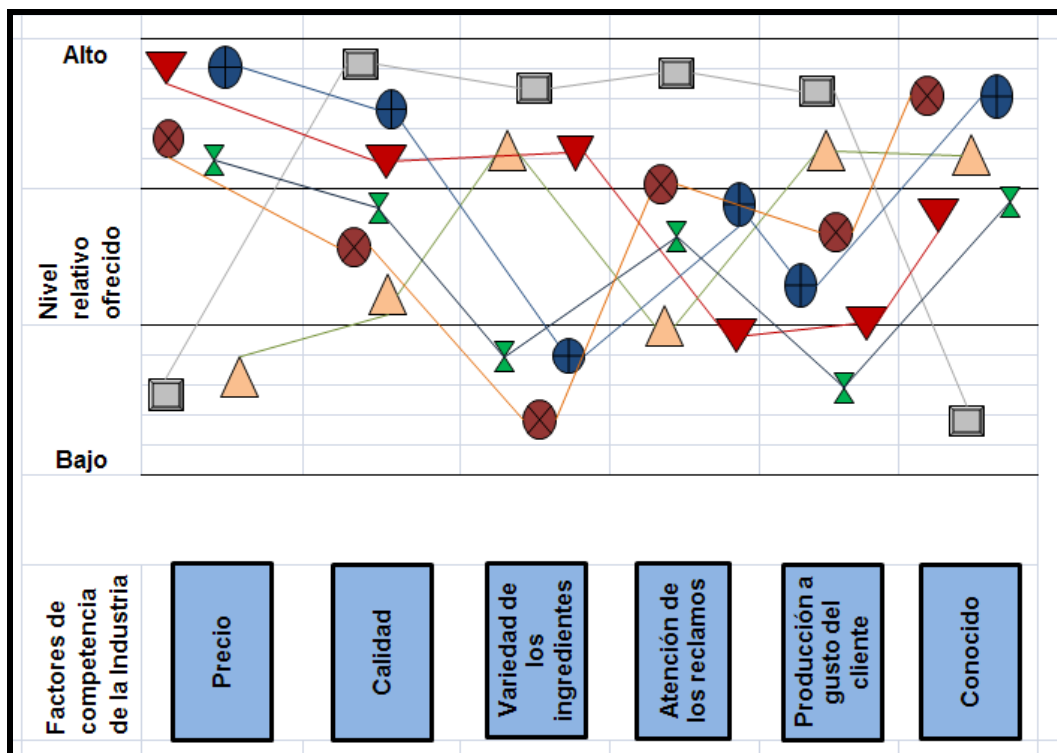 Alto
Nivel
relativo
ofrecido
Bajo
Factores de
competencia
de la Industria
Precio
Calidad
Variedad de
los
ingredientes
Atención de
los reclamos
Producción a
gusto del
cliente
Conocido